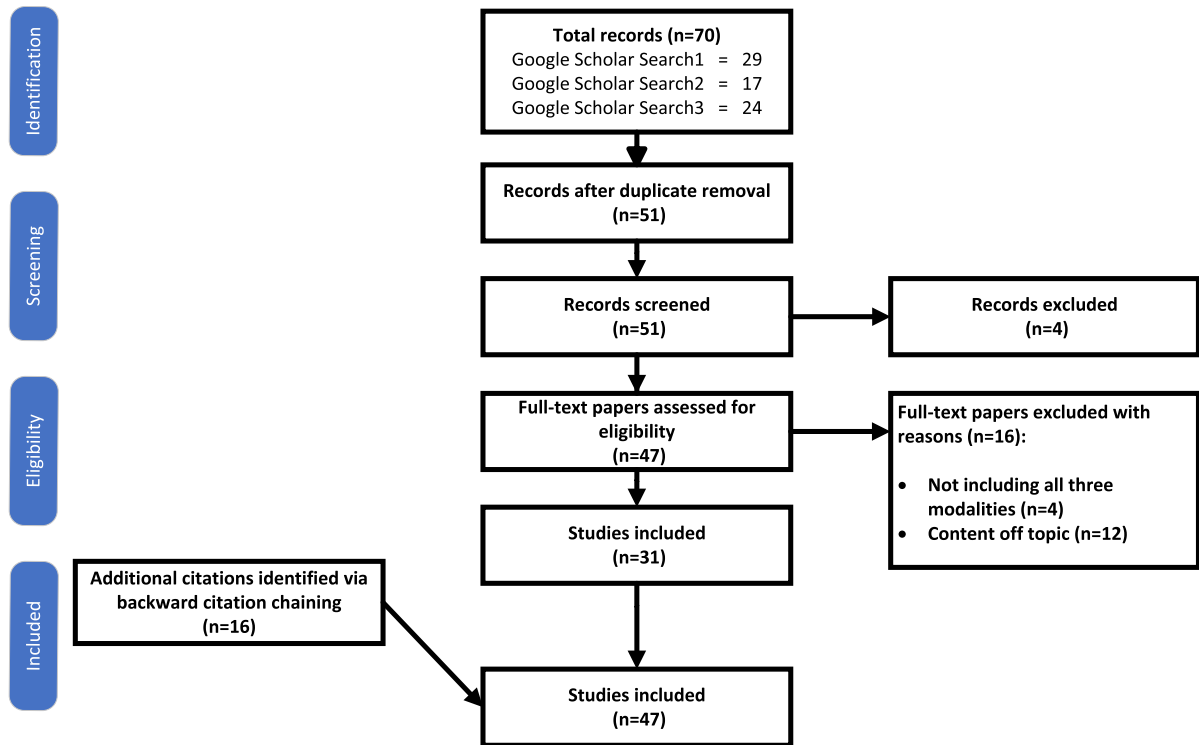 Identification
Total records (n=70)
Google Scholar Search1 = 29
Google Scholar Search2 = 17
Google Scholar Search3 = 24
Screening
Records after duplicate removal
(n=51)
Records screened
(n=51)
Records excluded
(n=4)
Eligibility
Full-text papers assessed for
eligibility
(n=47)
Full-text papers excluded with
reasons (n=16):
• Not including all three
modalities (n=4)
• Content off topic (n=12)
Studies included
(n=31)
Included
Additional citations identified via
backward citation chaining
(n=16)
Studies included
(n=47)